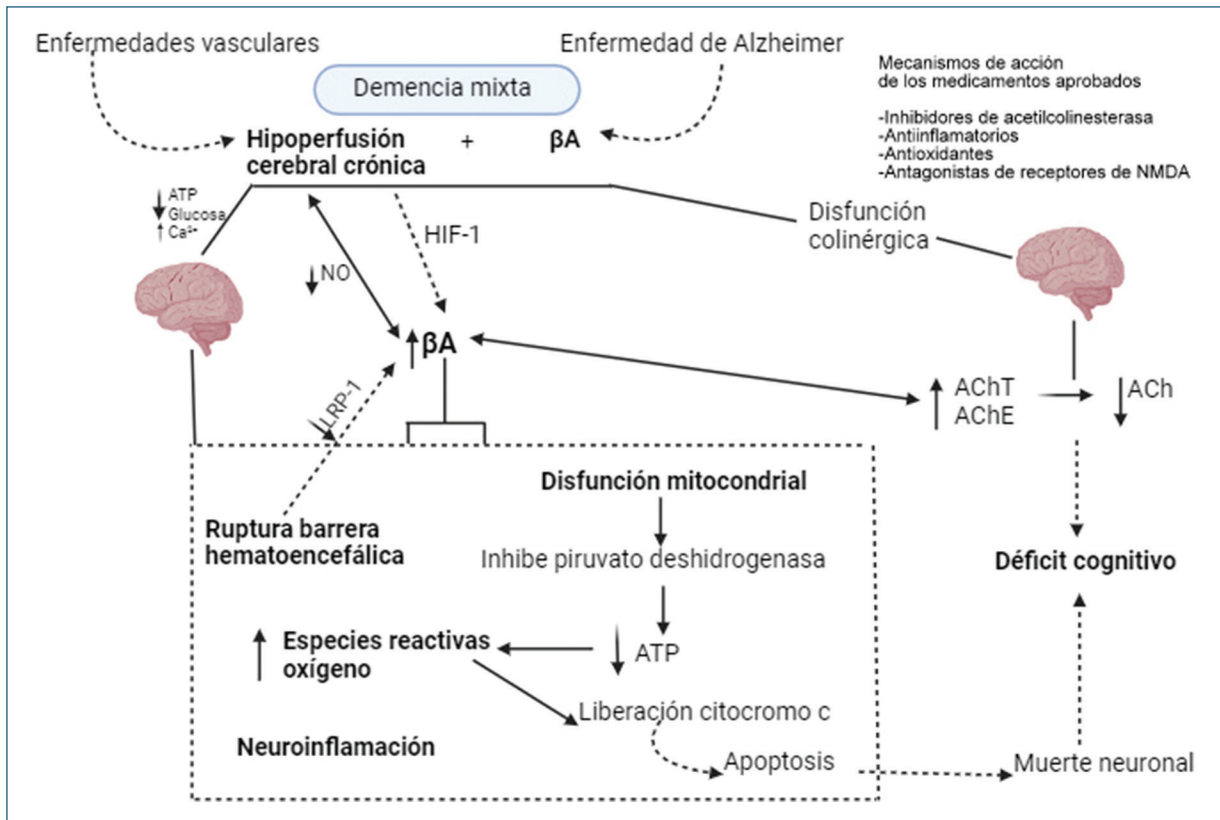 Enfermedades vasculares
Enfermedad de Alzheimer
Demencia mixta
Mecanismos de acción
de los medicamentos aprobados
-Inhibidores de acetilcolinesterasa
-Antiinflamatorios
-Antioxidantes
-Antagonistas de receptores de NMDA
Hipoperfusión
cerebral crónica
+
βA
↓ ATP
↓ Glucosa
↑ Ca²⁺
HIF-1
Disfunción
colinérgica
↓ NO
↑ βA
↓ LRP-1
↑ AChT
AChE
↓ ACh
Disfunción mitocondrial
Ruptura barrera
hematoencefálica
Inhibe piruvato deshidrogenasa
Déficit cognitivo
↑ Especies reactivas
oxígeno
↓ ATP
Liberación citocromo c
Neuroinflamación
Apoptosis
Muerte neuronal